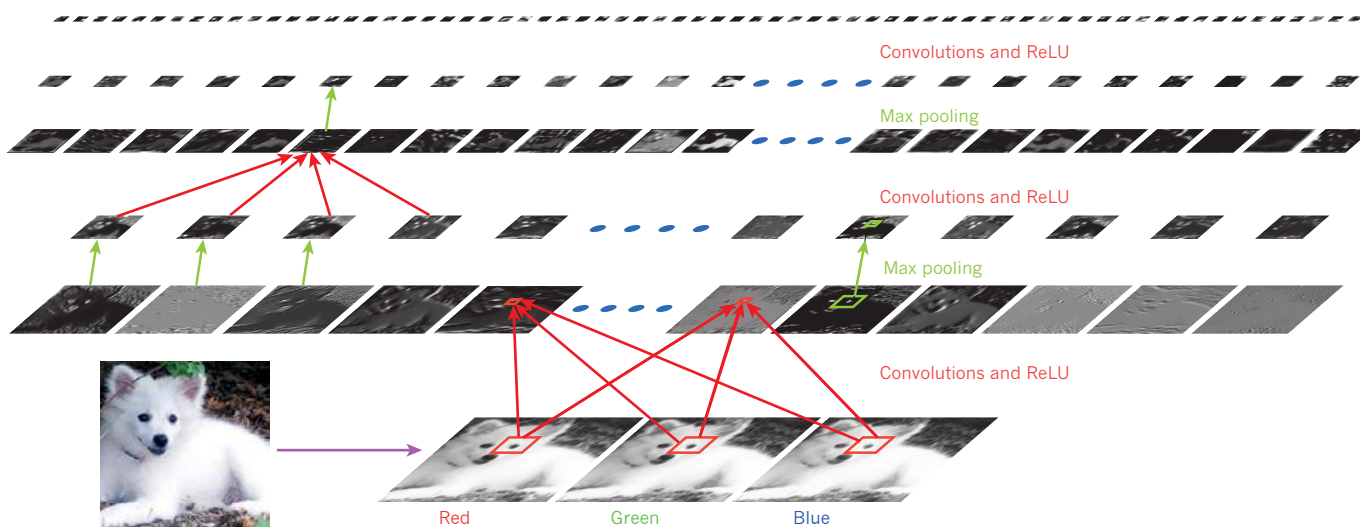 Convolutions and ReLU
Max pooling
Convolutions and ReLU
Max pooling
Convolutions and ReLU
Red
Green
Blue